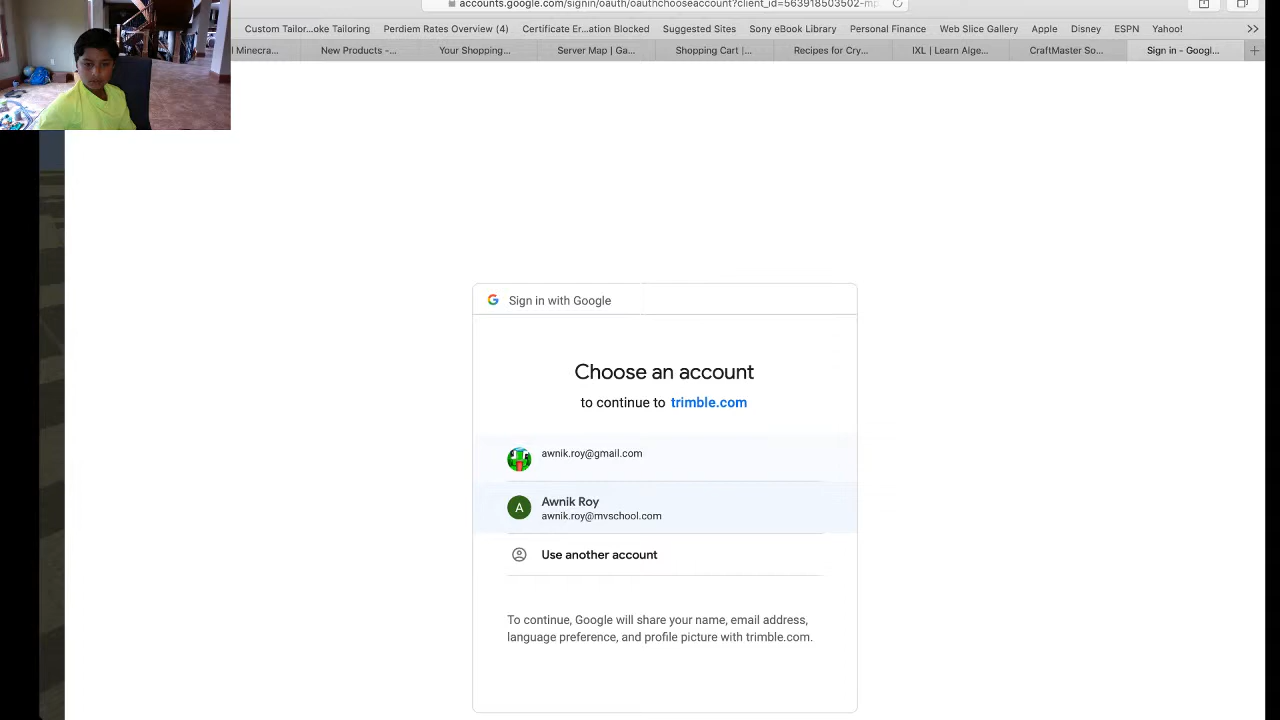 accounts.google.com/signin/oauth/oauthchooseaccount?client_id=563918503502-mp
Custom Tailor...oke Tailoring Perdiem Rates Overview (4) Certificate Er...ation Blocked Suggested Sites Sony eBook Library Personal Finance Web Slice Gallery Apple Disney ESPN Yahoo!
l Minecra... New Products -... Your Shopping... Server Map | Ga... Shopping Cart |... Recipes for Cry... IXL | Learn Alge... CraftMaster So... Sign in - Googl...
Sign in with Google
Choose an account
to continue to trimble.com
awnik.roy@gmail.com
A
Awnik Roy
awnik.roy@mvschool.com
Use another account
To continue, Google will share your name, email address,
language preference, and profile picture with trimble.com.